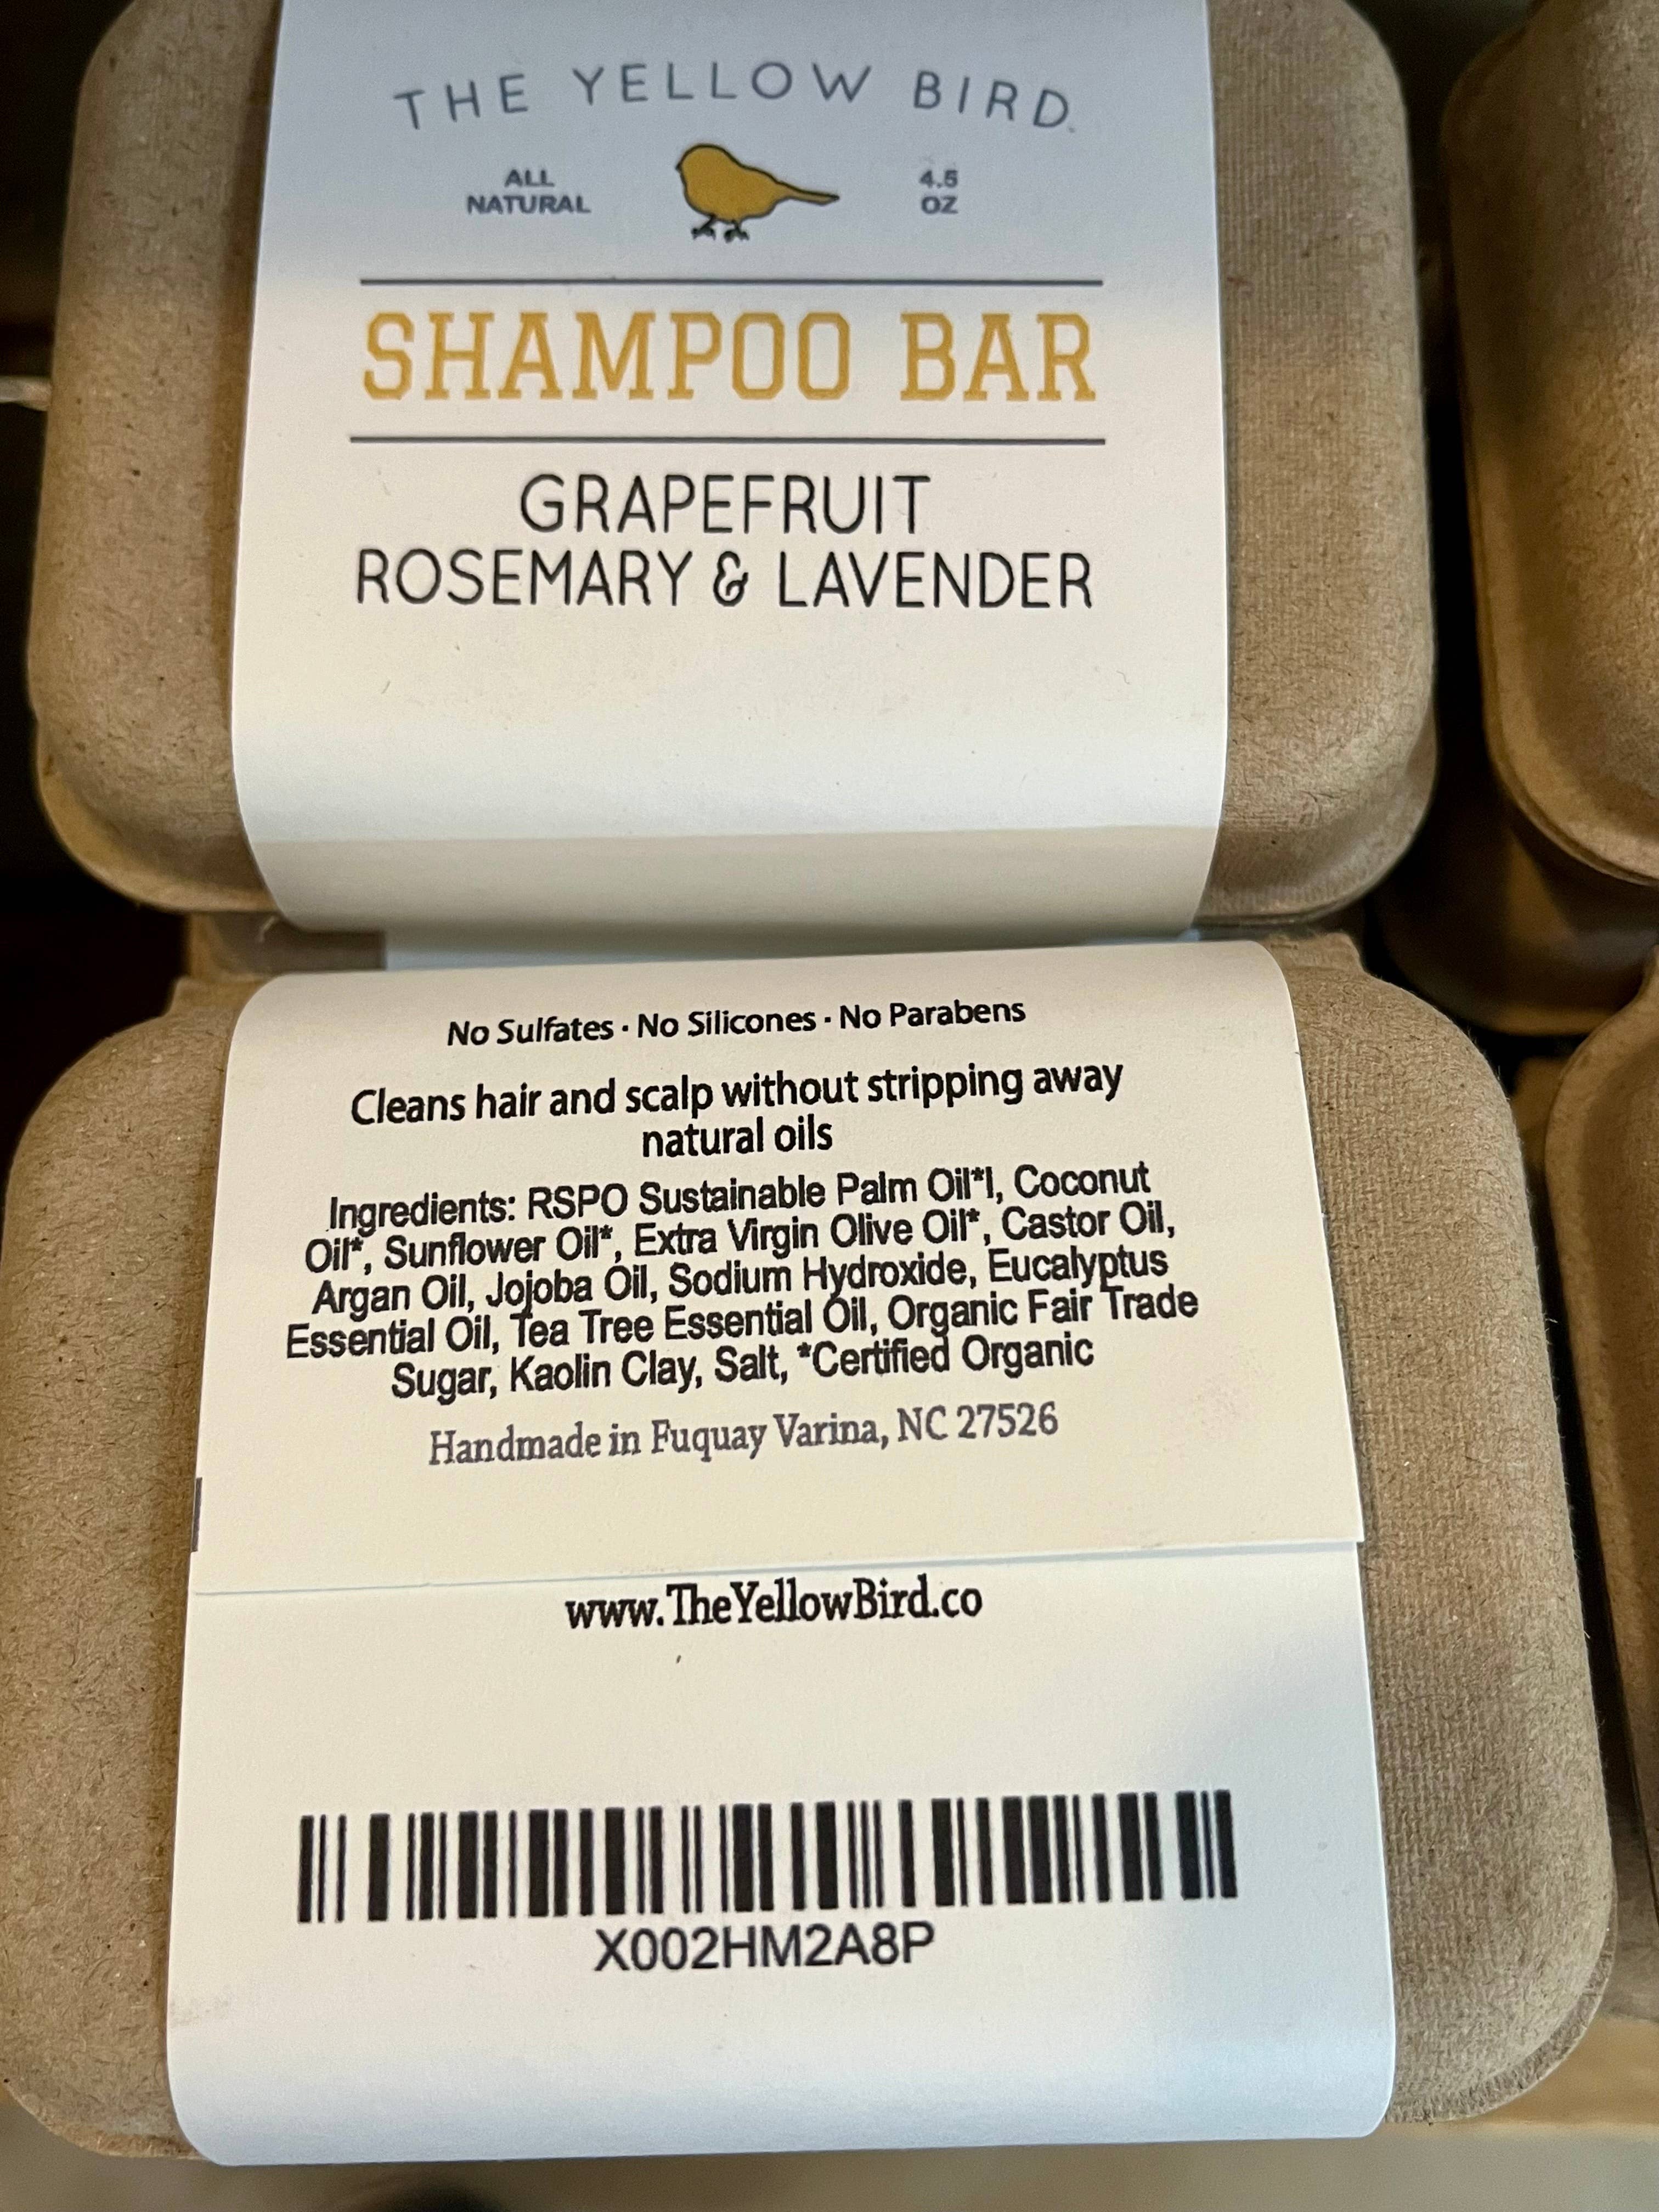 THE YELLOW BIRD.
ALL
NATURAL
4.5
OZ
SHAMPOO BAR
GRAPEFRUIT
ROSEMARY & LAVENDER
No Sulfates · No Silicones · No Parabens
Cleans hair and scalp without stripping away
natural oils
Ingredients: RSPO Sustainable Palm Oil*l, Coconut
Oil*, Sunflower Oil*, Extra Virgin Olive Oil*, Castor Oil,
Argan Oil, Jojoba Oil, Sodium Hydroxide, Eucalyptus
Essential Oil, Tea Tree Essential Oil, Organic Fair Trade
Sugar, Kaolin Clay, Salt, *Certified Organic
Handmade in Fuquay Varina, NC 27526
www.TheYellowBird.co
X002HM2A8P